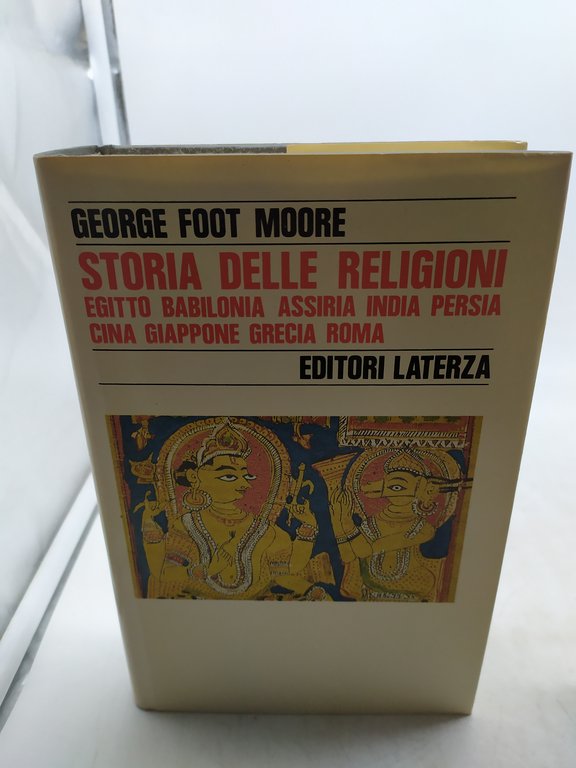 GEORGE FOOT MOORE
STORIA DELLE RELIGIONI
EGITTO BABILONIA ASSIRIA INDIA PERSIA
CINA GIAPPONE GRECIA ROMA
EDITORI LATERZA